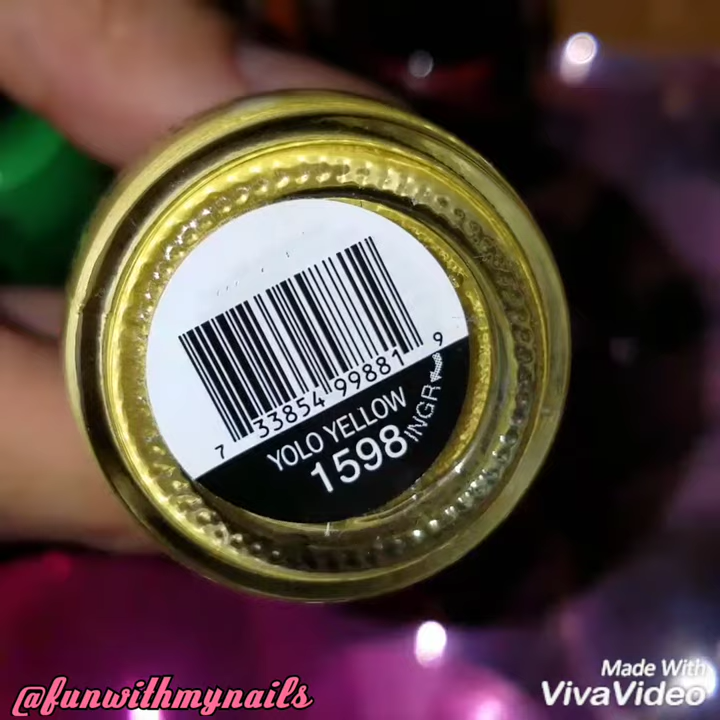 7 33854 99881 9
YOLO YELLOW
1598
INGR
@funwithmynails
Made With
VivaVideo